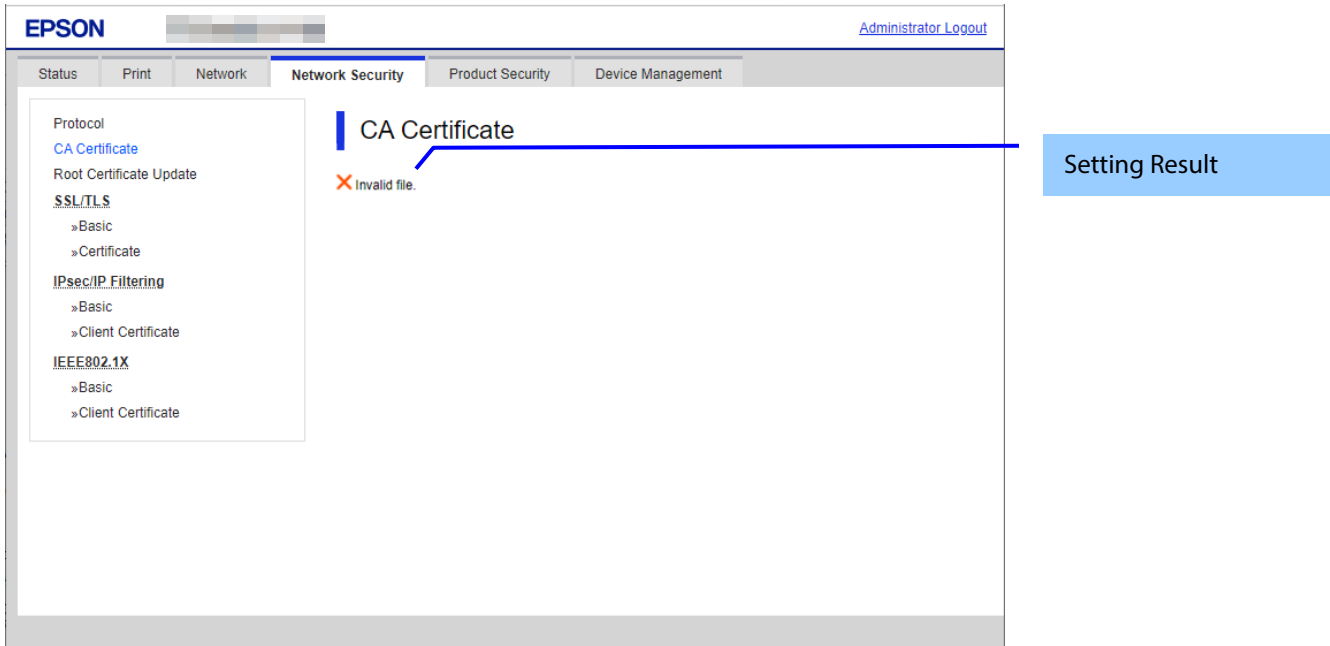 EPSON
Administrator Logout
Status Print Network Network Security Product Security Device Management
Protocol
CA Certificate
Root Certificate Update
SSL/TLS
»Basic
»Certificate
IPsec/IP Filtering
»Basic
»Client Certificate
IEEE802.1X
»Basic
»Client Certificate
CA Certificate
Invalid file.
Setting Result